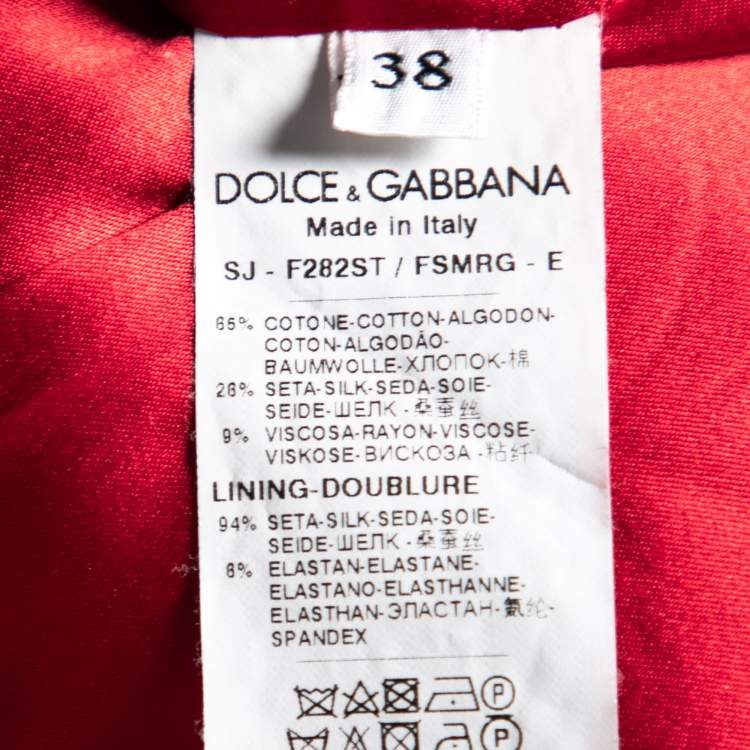 38
DOLCE & GABBANA
Made in Italy
SJ - F282ST / FSMRG - E
65% COTONE-COTTON-ALGODON-
COTON-ALGODÃO-
BAUMWOLLE-ХЛОПОК-棉
26% SETA-SILK-SEDA-SOIE-
SEIDE-ШЕЛК-桑蚕丝
9% VISCOSA-RAYON-VISCOSE-
VISKOSE-ВИСКОЗА-粘纤
LINING-DOUBLURE
94% SETA-SILK-SEDA-SOIE-
SEIDE-ШЕЛК-桑蚕丝
6% ELASTAN-ELASTANE-
ELASTANO-ELASTHANNE-
ELASTHAN-ЭЛАСТАН-氨纶-
SPANDEX